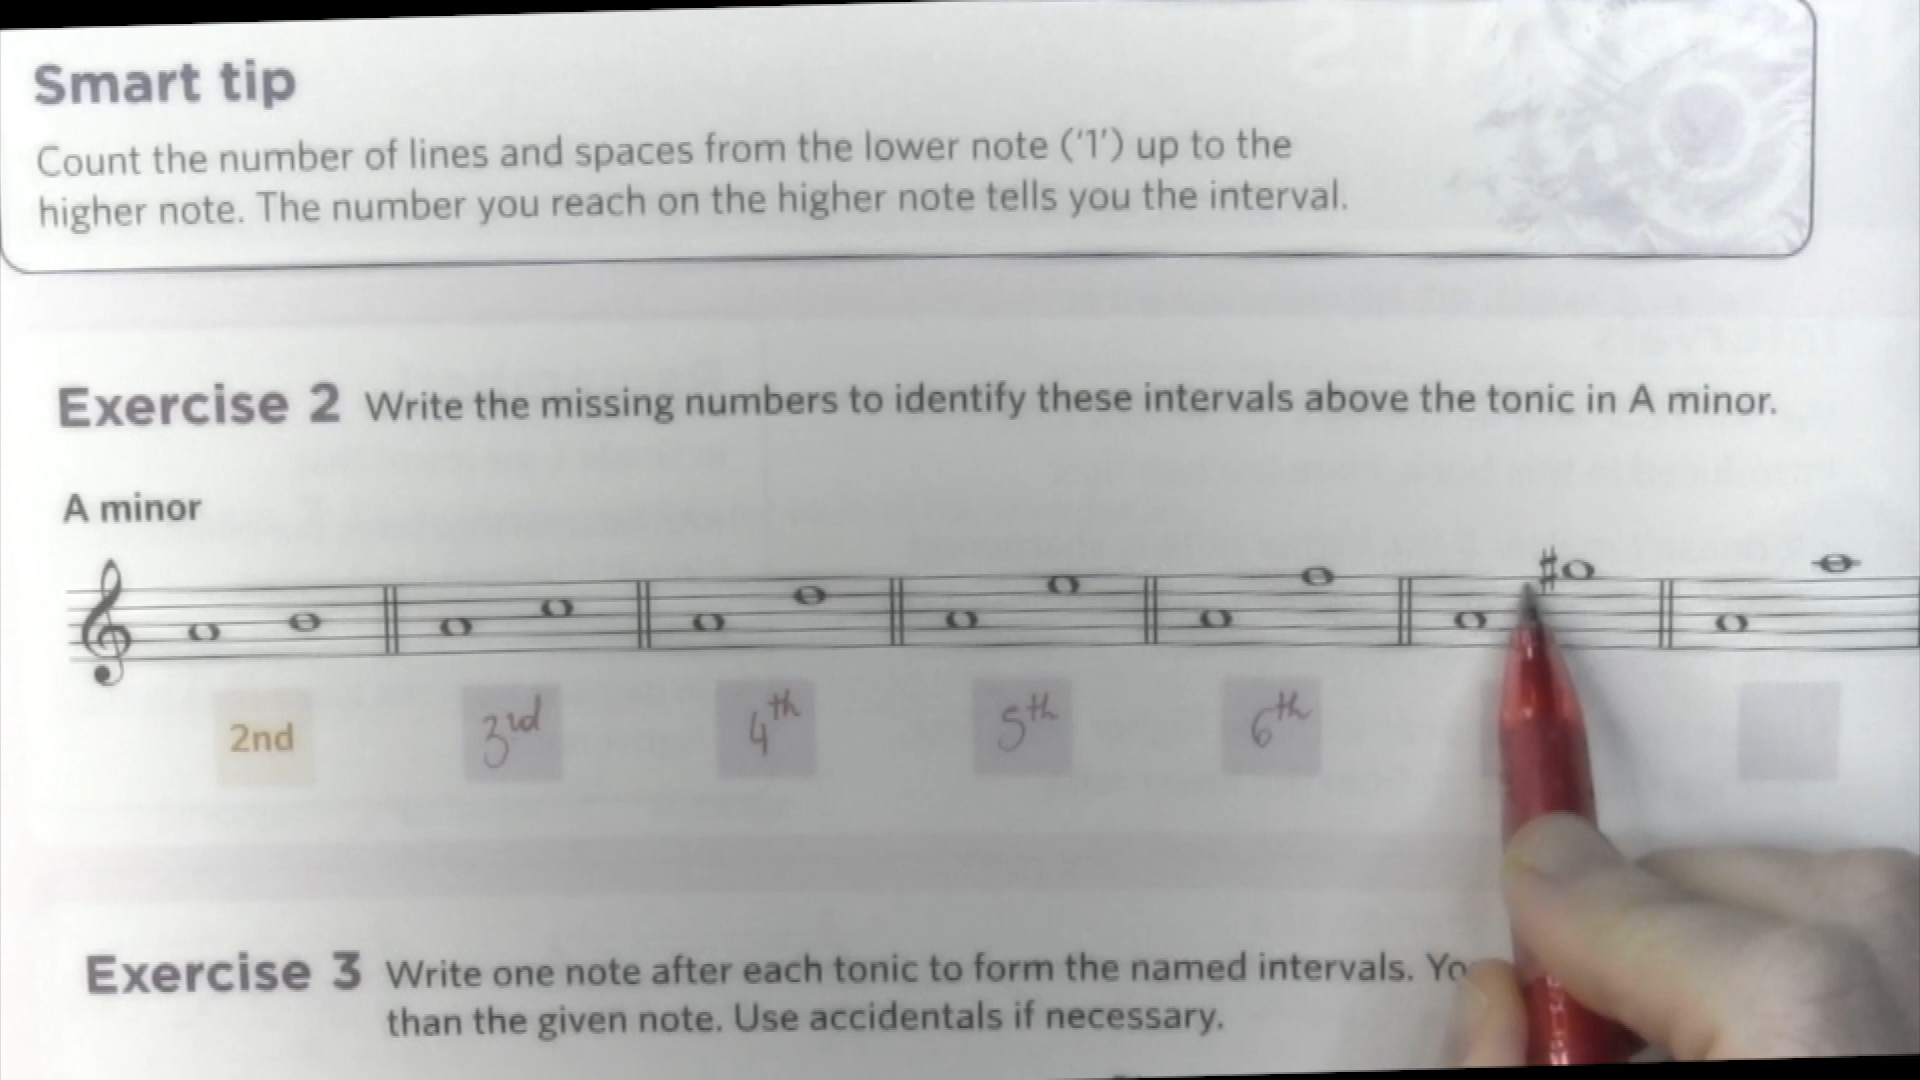 Smart tip
Count the number of lines and spaces from the lower note ('1') up to the
higher note. The number you reach on the higher note tells you the interval.
Exercise 2 Write the missing numbers to identify these intervals above the tonic in A minor.
A minor
2nd 3rd 4th 5th 6th
Exercise 3 Write one note after each tonic to form the named intervals.
than the given note. Use accidentals if necessary.